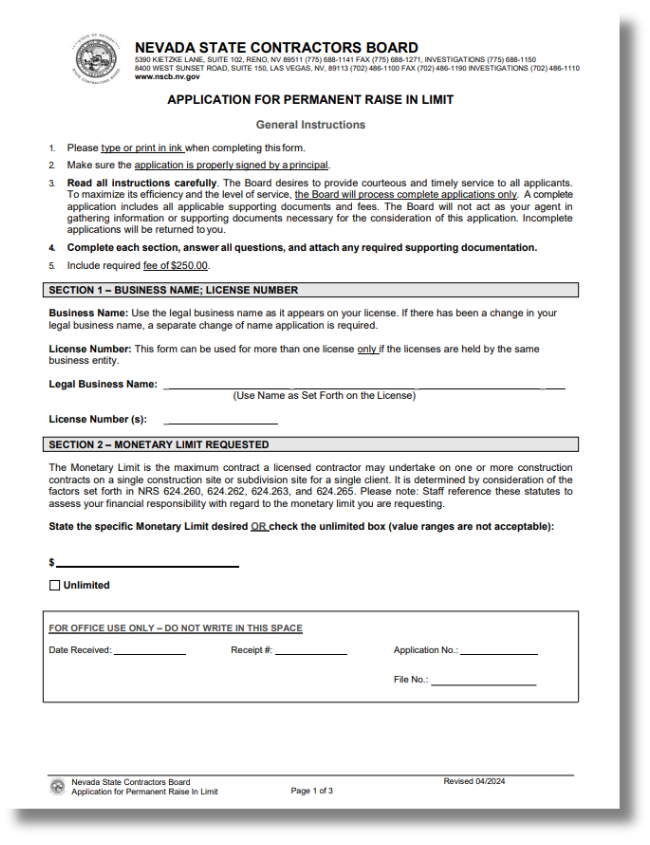 NEVADA STATE CONTRACTORS BOARD
5390 KIETZKE LANE, SUITE 102, RENO, NV 89511 (775) 688-1141 FAX (775) 688-1271, INVESTIGATIONS (775) 688-1150
8400 WEST SUNSET ROAD, SUITE 150, LAS VEGAS, NV, 89113 (702) 486-1100 FAX (702) 486-1190 INVESTIGATIONS (702) 486-1110
www.nscb.nv.gov
APPLICATION FOR PERMANENT RAISE IN LIMIT
General Instructions
1. Please type or print in ink when completing this form.
2. Make sure the application is properly signed by a principal.
3. Read all instructions carefully. The Board desires to provide courteous and timely service to all applicants.
To maximize its efficiency and the level of service, the Board will process complete applications only. A complete
application includes all applicable supporting documents and fees. The Board will not act as your agent in
gathering information or supporting documents necessary for the consideration of this application. Incomplete
applications will be returned to you.
4. Complete each section, answer all questions, and attach any required supporting documentation.
5. Include required fee of $250.00.
SECTION 1 – BUSINESS NAME; LICENSE NUMBER
Business Name: Use the legal business name as it appears on your license. If there has been a change in your
legal business name, a separate change of name application is required.
License Number: This form can be used for more than one license only if the licenses are held by the same
business entity.
Legal Business Name:
(Use Name as Set Forth on the License)
License Number (s):
SECTION 2 – MONETARY LIMIT REQUESTED
The Monetary Limit is the maximum contract a licensed contractor may undertake on one or more construction
contracts on a single construction site or subdivision site for a single client. It is determined by consideration of the
factors set forth in NRS 624.260, 624.262, 624.263, and 624.265. Please note: Staff reference these statutes to
assess your financial responsibility with regard to the monetary limit you are requesting.
State the specific Monetary Limit desired OR check the unlimited box (value ranges are not acceptable):
$
Unlimited
FOR OFFICE USE ONLY – DO NOT WRITE IN THIS SPACE
Date Received: Receipt #: Application No.:
File No.:
Nevada State Contractors Board Revised 04/2024
Application for Permanent Raise In Limit Page 1 of 3